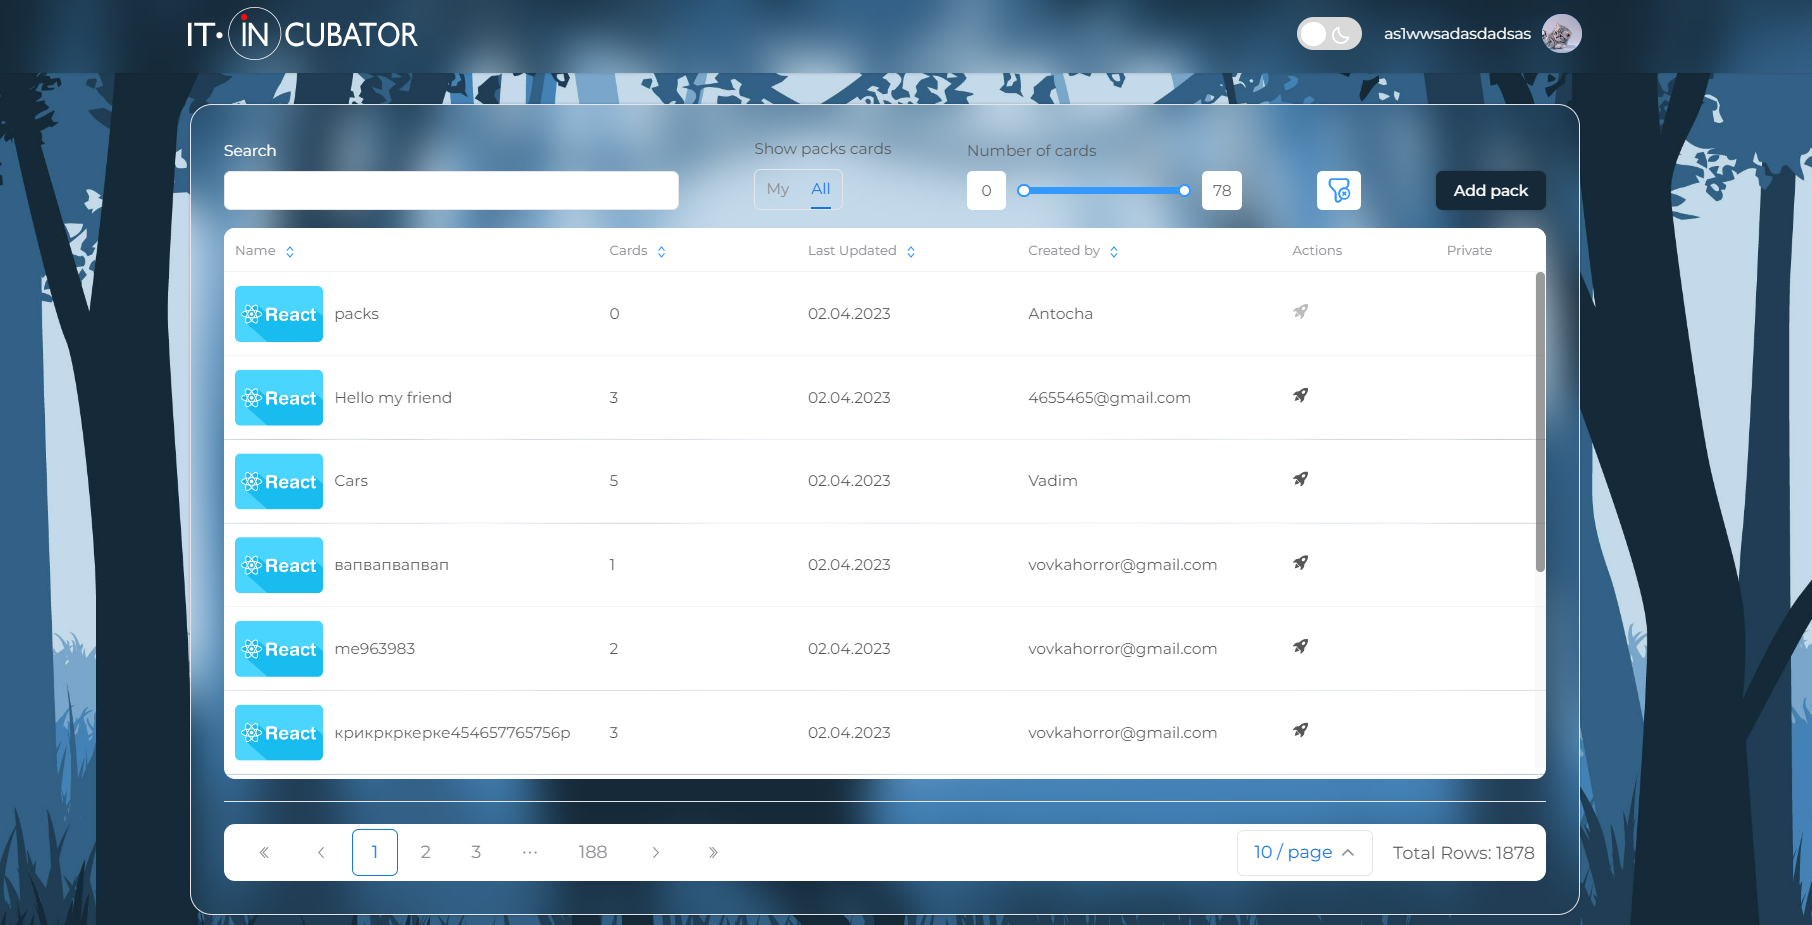 IT• IN CUBATOR
as1wwsadasdadsas
Search
Show packs cards
Number of cards
My All
0
78
Add pack
Name Cards Last Updated Created by Actions Private
React packs 0 02.04.2023 Antocha
React Hello my friend 3 02.04.2023 4655465@gmail.com
React Cars 5 02.04.2023 Vadim
React вапвапвапвап 1 02.04.2023 vovkahorror@gmail.com
React me963983 2 02.04.2023 vovkahorror@gmail.com
React крикркркерке454657765756р 3 02.04.2023 vovkahorror@gmail.com
« ‹ 1 2 3 ··· 188 › » 10 / page Total Rows: 1878